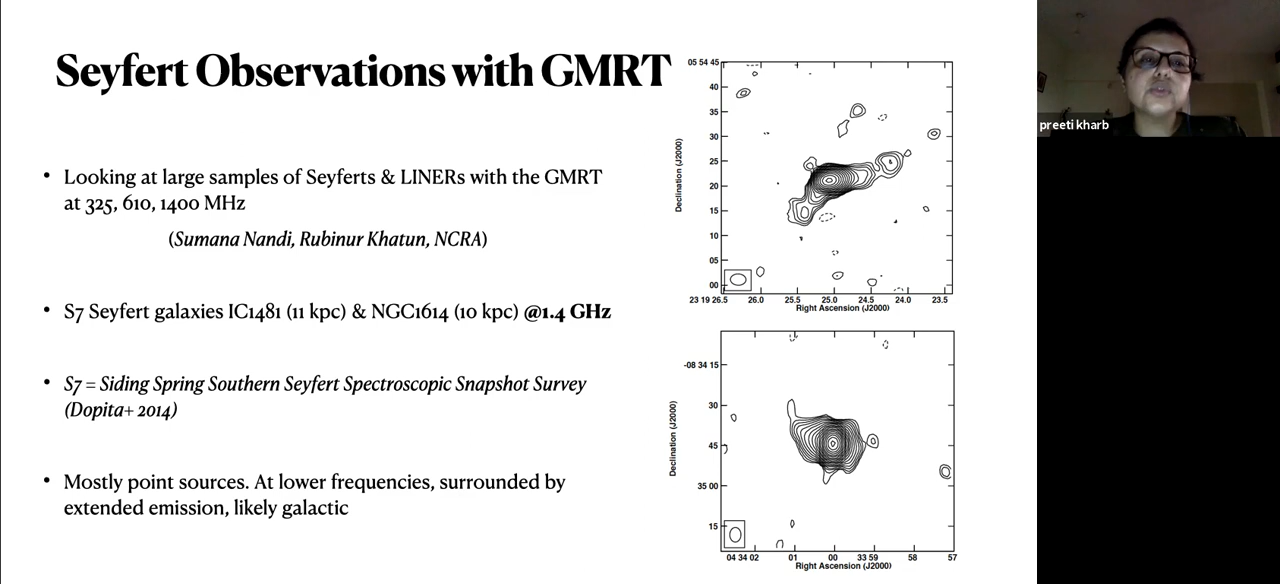 Seyfert Observations with GMRT
• Looking at large samples of Seyferts & LINERs with the GMRT
at 325, 610, 1400 MHz
(Sumana Nandi, Rubinur Khatun, NCRA)
• S7 Seyfert galaxies IC1481 (11 kpc) & NGC1614 (10 kpc) @1.4 GHz
• S7 = Siding Spring Southern Seyfert Spectroscopic Snapshot Survey
(Dopita+ 2014)
• Mostly point sources. At lower frequencies, surrounded by
extended emission, likely galactic
05 54 45
40
35
30
25
20
15
10
05
00
Declination (J2000)
23 19 26.5 26.0 25.5 25.0 24.5 24.0 23.5
Right Ascension (J2000)
-08 34 15
30
45
35 00
15
Declination (J2000)
04 34 02 01 00 33 59 58 57
Right Ascension (J2000)
preeti kharb